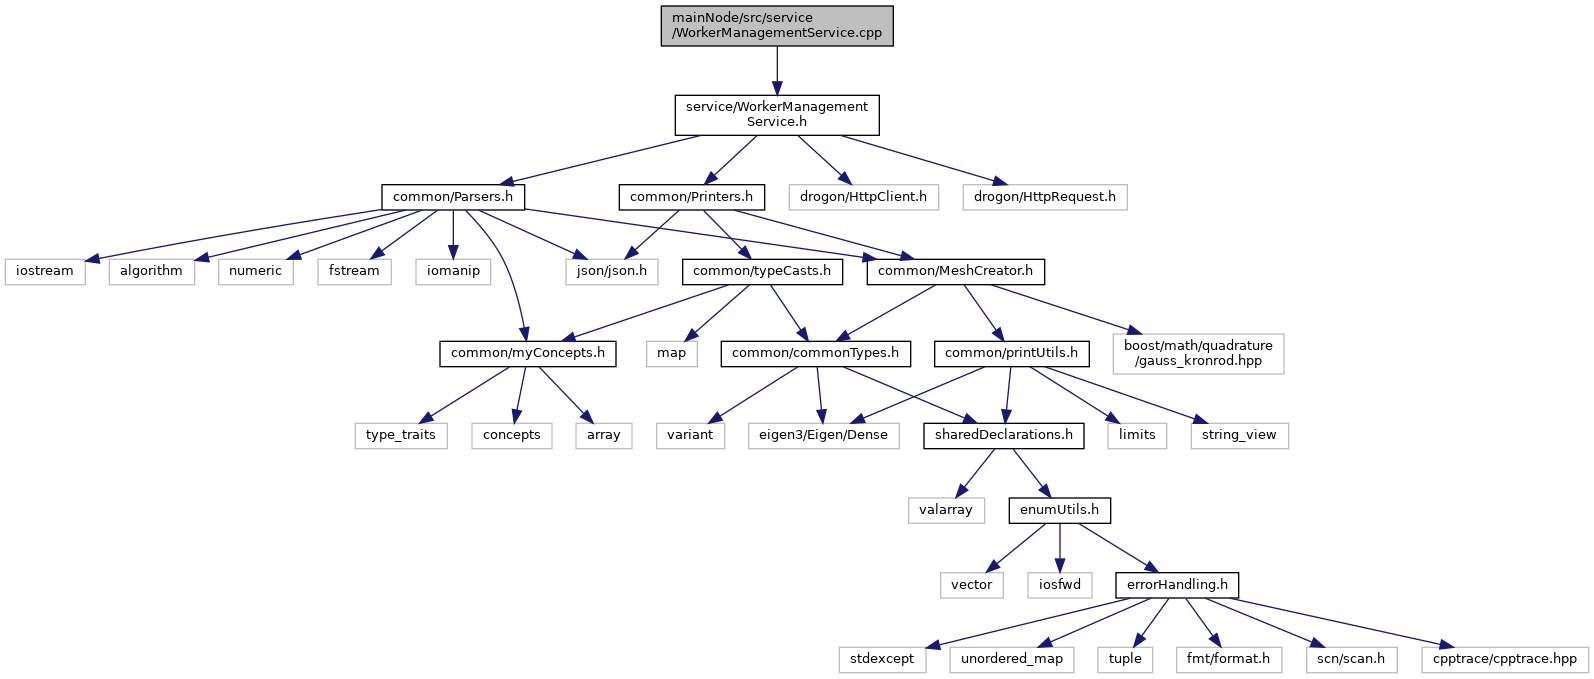 mainNode/src/service
/WorkerManagementService.cpp
service/WorkerManagement
Service.h
common/Parsers.h
common/Printers.h
drogon/HttpClient.h
drogon/HttpRequest.h
iostream
algorithm
numeric
fstream
iomanip
json/json.h
common/typeCasts.h
common/MeshCreator.h
common/myConcepts.h
map
common/commonTypes.h
common/printUtils.h
boost/math/quadrature
/gauss_kronrod.hpp
type_traits
concepts
array
variant
eigen3/Eigen/Dense
sharedDeclarations.h
limits
string_view
valarray
enumUtils.h
vector
iosfwd
errorHandling.h
stdexcept
unordered_map
tuple
fmt/format.h
scn/scan.h
cpptrace/cpptrace.hpp